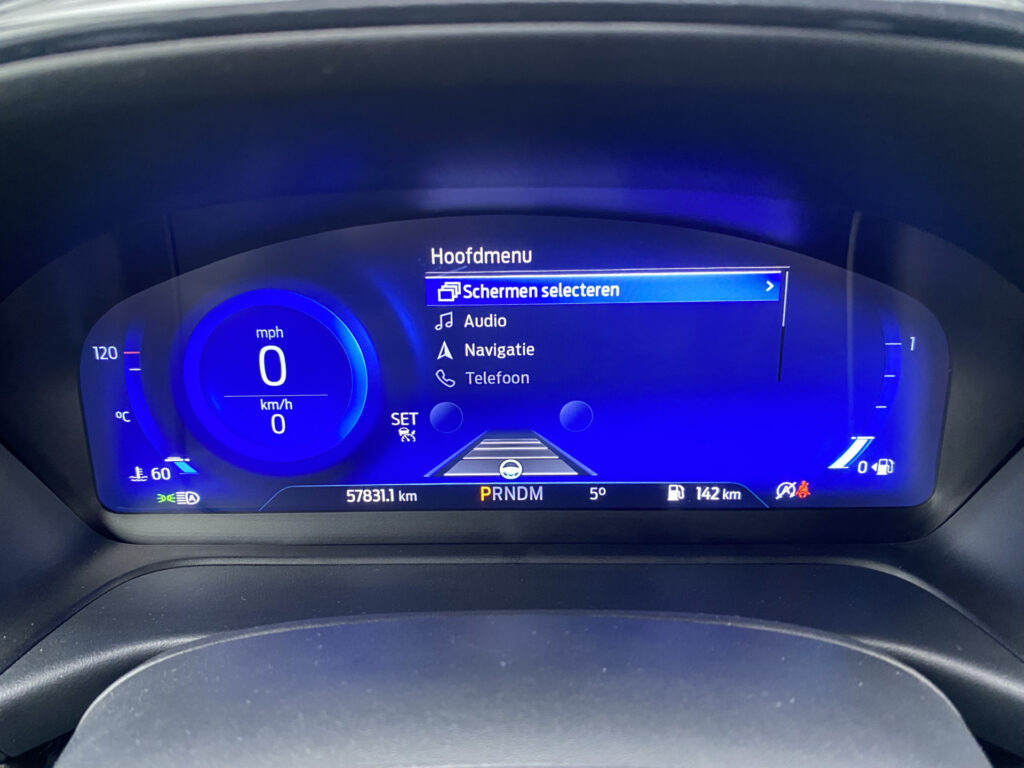 Hoofdmenu
Schermen selecteren
Audio
Navigatie
Telefoon
mph
0
km/h
0
120
°C
60
SET
1
0
57831.1 km
PRNDM
5°
142 km
A
A